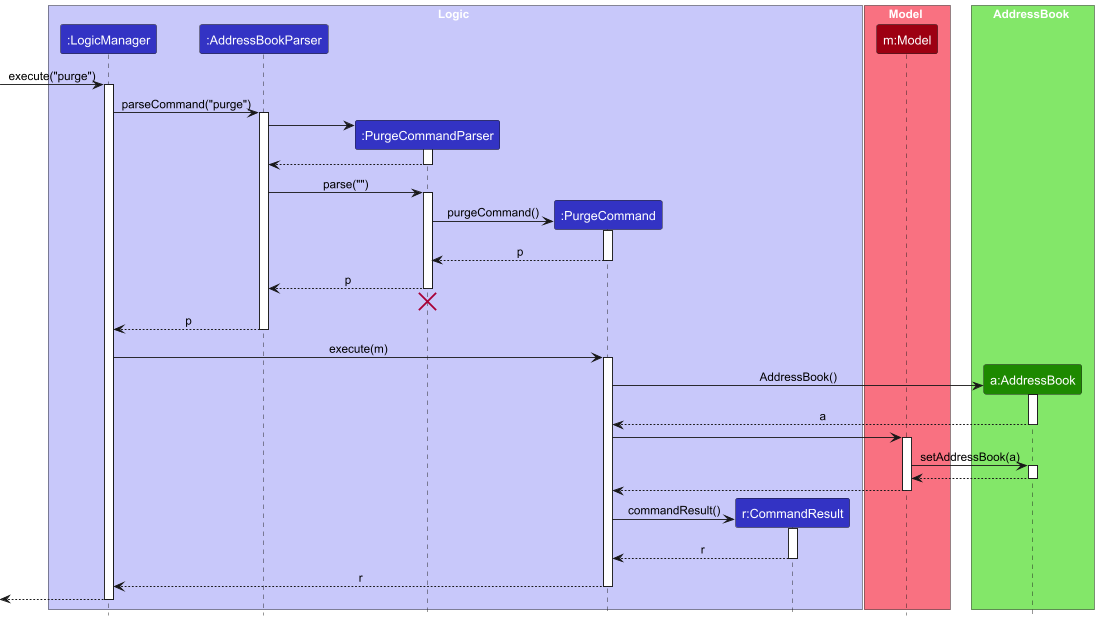 Logic
Model
AddressBook
:LogicManager
:AddressBookParser
m:Model
execute("purge")
parseCommand("purge")
:PurgeCommandParser
parse("")
purgeCommand()
:PurgeCommand
p
p
p
execute(m)
AddressBook()
a:AddressBook
a
setAddressBook(a)
commandResult()
r:CommandResult
r
r